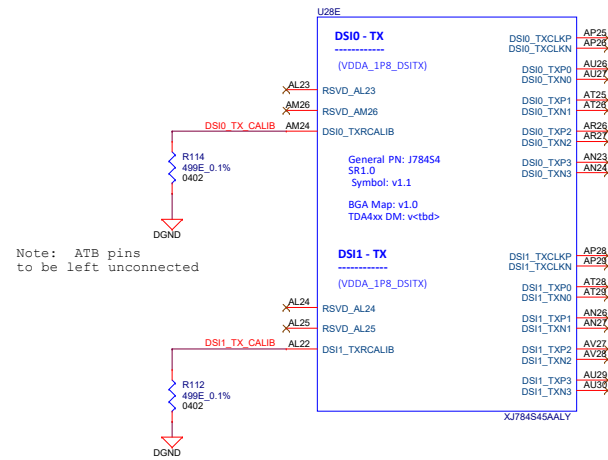 U28E
DSI0 - TX
------------
(VDDA_1P8_DSITX)
AL23
RSVD_AL23
AM26
RSVD_AM26
DSI0_TX_CALIB
AM24
DSI0_TXRCALIB
R114
499E_0.1%
0402
DGND
General PN: J784S4
SR1.0
Symbol: v1.1
BGA Map: v1.0
TDA4xx DM: v<tbd>
DSI0_TXCLKP
AP25
DSI0_TXCLKN
AP26
DSI0_TXP0
AU26
DSI0_TXN0
AU27
DSI0_TXP1
AT25
DSI0_TXN1
AT26
DSI0_TXP2
AR26
DSI0_TXN2
AR27
DSI0_TXP3
AN23
DSI0_TXN3
AN24
Note: ATB pins
to be left unconnected
DSI1 - TX
------------
(VDDA_1P8_DSITX)
AL24
RSVD_AL24
AL25
RSVD_AL25
DSI1_TX_CALIB
AL22
DSI1_TXRCALIB
R112
499E_0.1%
0402
DGND
DSI1_TXCLKP
AP28
DSI1_TXCLKN
AP29
DSI1_TXP0
AT28
DSI1_TXN0
AT29
DSI1_TXP1
AN26
DSI1_TXN1
AN27
DSI1_TXP2
AV27
DSI1_TXN2
AV28
DSI1_TXP3
AU29
DSI1_TXN3
AU30
XJ784S45AALY